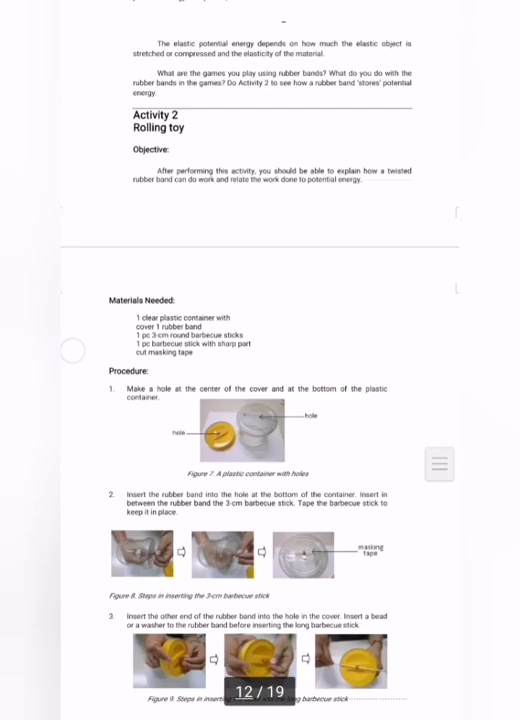 The elastic potential energy depends on how much the elastic object is
stretched or compressed and the elasticity of the material.
What are the games you play using rubber bands? What do you do with the
rubber bands in the games? Do Activity 2 to see how a rubber band 'stores' potential
energy.
Activity 2
Rolling toy
Objective:
After performing this activity, you should be able to explain how a twisted
rubber band can do work and relate the work done to potential energy.
Materials Needed:
1 clear plastic container with
cover 1 rubber band
1 pc 3-cm round barbecue sticks
1 pc barbecue stick with sharp part
cut masking tape
Procedure:
1. Make a hole at the center of the cover and at the bottom of the plastic
container.
hole
hole
Figure 7. A plastic container with holes
2. Insert the rubber band into the hole at the bottom of the container. Insert in
between the rubber band the 3-cm barbecue stick. Tape the barbecue stick to
keep it in place.
masking
tape
Figure 8. Steps in inserting the 3-cm barbecue stick
3. Insert the other end of the rubber band into the hole in the cover. Insert a bead
or a washer to the rubber band before inserting the long barbecue stick.
12 / 19
Figure 9. Steps in barbecue stick